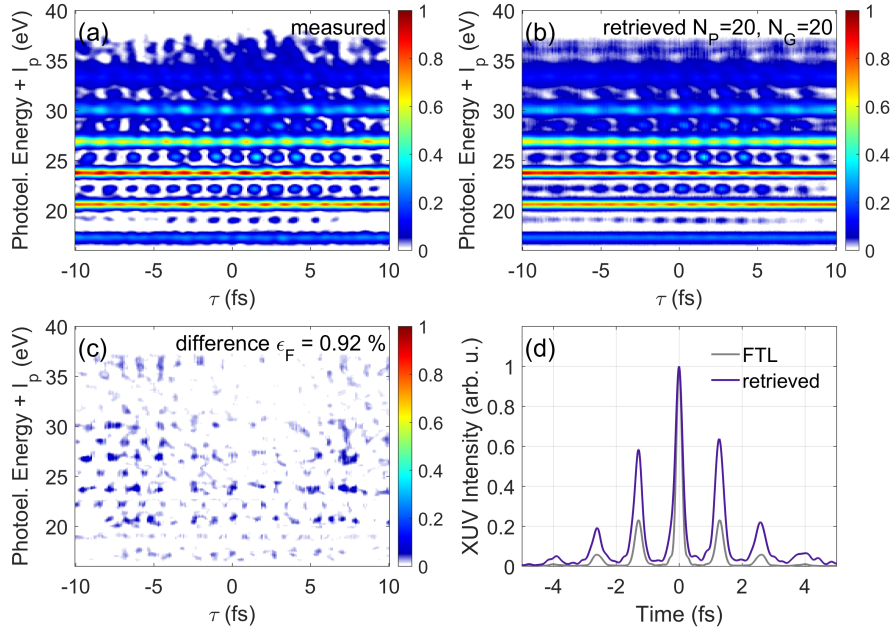 (a) measured
40
35
30
25
20
-10 -5 0 5 10
τ (fs)
Photoel. Energy + I_p (eV)
1
0.8
0.6
0.4
0.2
0
(b) retrieved N_P=20, N_G=20
40
35
30
25
20
-10 -5 0 5 10
τ (fs)
Photoel. Energy + I_p (eV)
1
0.8
0.6
0.4
0.2
0
(c) difference ϵ_F = 0.92 %
40
35
30
25
20
-10 -5 0 5 10
τ (fs)
Photoel. Energy + I_p (eV)
1
0.8
0.6
0.4
0.2
0
(d)
FTL
retrieved
1
0.8
0.6
0.4
0.2
0
-4 -2 0 2 4
Time (fs)
XUV Intensity (arb. u.)